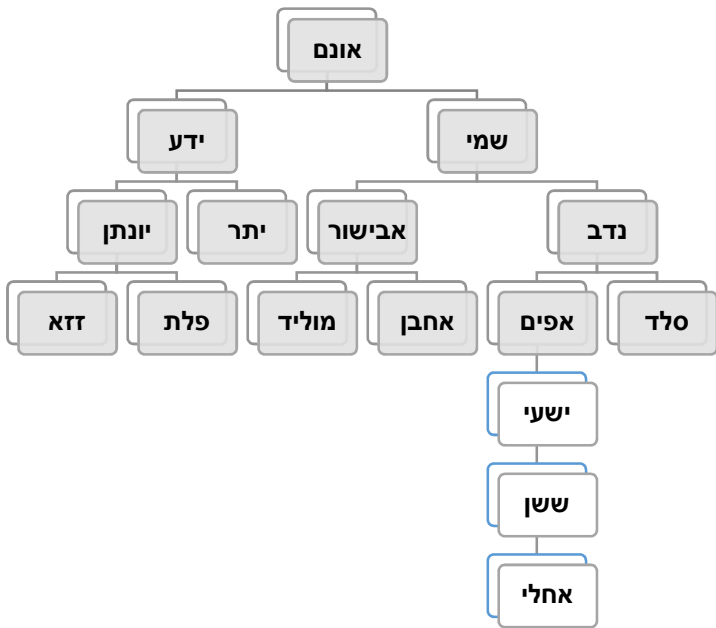 אונם
שמי
ידע
נדב
אבישור
יתר
יונתן
סלד
אפים
אחבן
מוליד
פלת
זזא
ישעי
ששן
אחלי